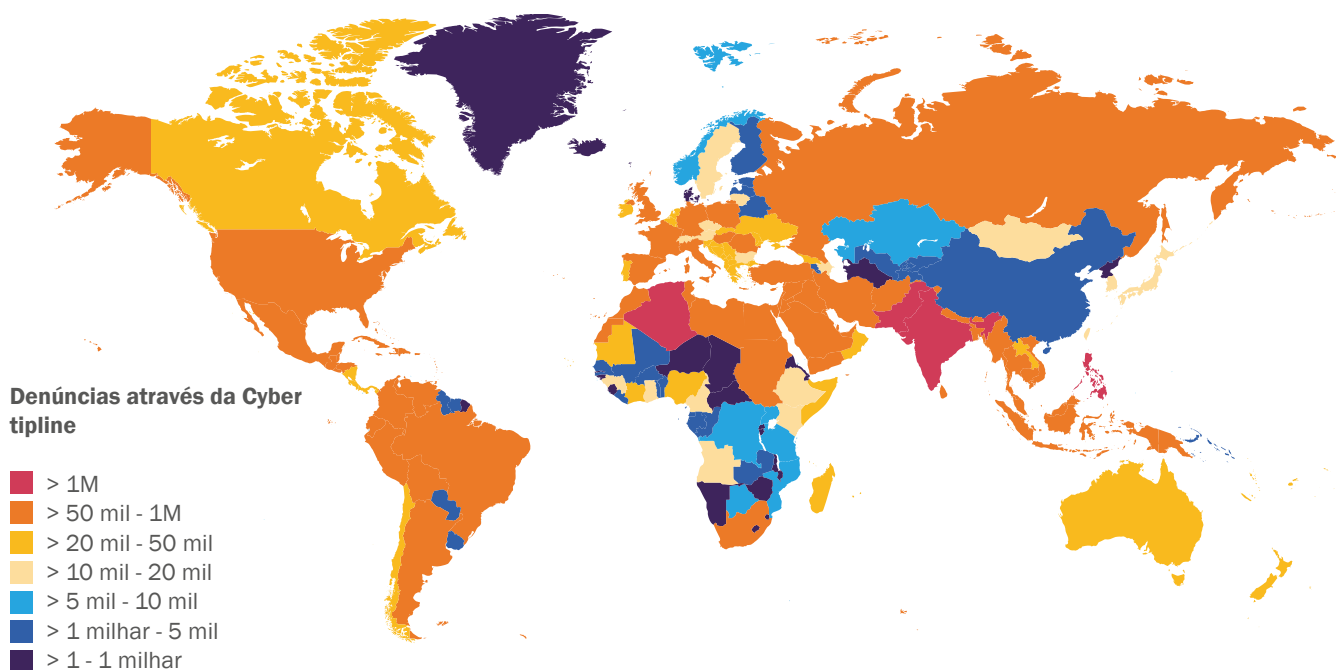 Denúncias através da Cyber
tipline
> 1M
> 50 mil - 1M
> 20 mil - 50 mil
> 10 mil - 20 mil
> 5 mil - 10 mil
> 1 milhar - 5 mil
> 1 - 1 milhar